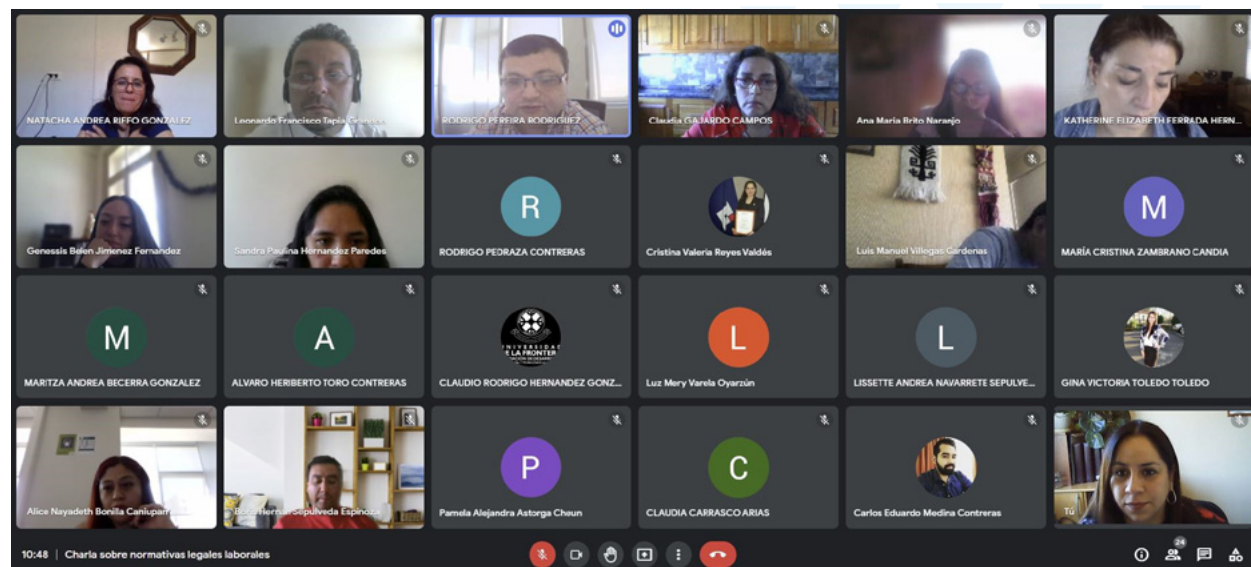 NATACHA ANDREA RIFFO GONZALEZ
Leonardo Francisco Tapia Grandon
RODRIGO PEREIRA RODRIGUEZ
Claudia GAJARDO CAMPOS
Ana Maria Brito Naranjo
KATHERINE ELIZABETH FERRADA HERN...
Genessis Belen Jimenez Fernandez
Sandra Paulina Hernandez Paredes
R
RODRIGO PEDRAZA CONTRERAS
Cristina Valeria Reyes Valdés
Luis Manuel Villegas Cardenas
M
MARÍA CRISTINA ZAMBRANO CANDIA
M
MARITZA ANDREA BECERRA GONZALEZ
A
ALVARO HERIBERTO TORO CONTRERAS
CLAUDIO RODRIGO HERNANDEZ GONZ...
L
Luz Mery Varela Oyarzún
L
LISSETTE ANDREA NAVARRETE SEPULVE...
GINA VICTORIA TOLEDO TOLEDO
Alice Nayadeth Bonilla
Hernan Sepulveda Espinoza
P
Pamela Alejandra Astorga Cheun
C
CLAUDIA CARRASCO ARIAS
Carlos Eduardo Medina Contreras
Tú
10:48 | Charla sobre normativas legales laborales
24